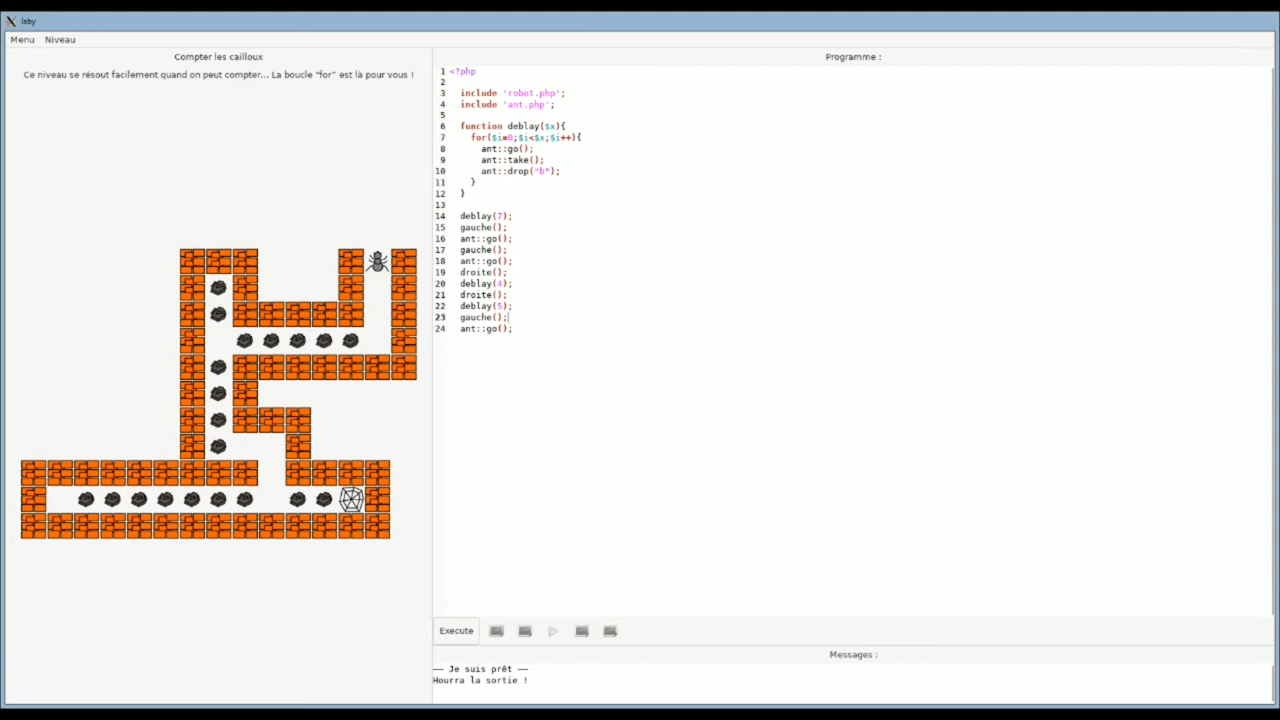 laby
Menu Niveau
Compter les cailloux
Ce niveau se résout facilement quand on peut compter... La boucle "for" est là pour vous !
Programme :
1 <?php
2
3 include 'robot.php';
4 include 'ant.php';
5
6 function deblay($x){
7 for($i=0;$i<$x;$i++){
8 ant::go();
9 ant::take();
10 ant::drop("b");
11 }
12 }
13
14 deblay(7);
15 gauche();
16 ant::go();
17 gauche();
18 ant::go();
19 droite();
20 deblay(4);
21 droite();
22 deblay(5);
23 gauche();
24 ant::go();
Execute
Messages :
—— Je suis prêt ——
Hourra la sortie !